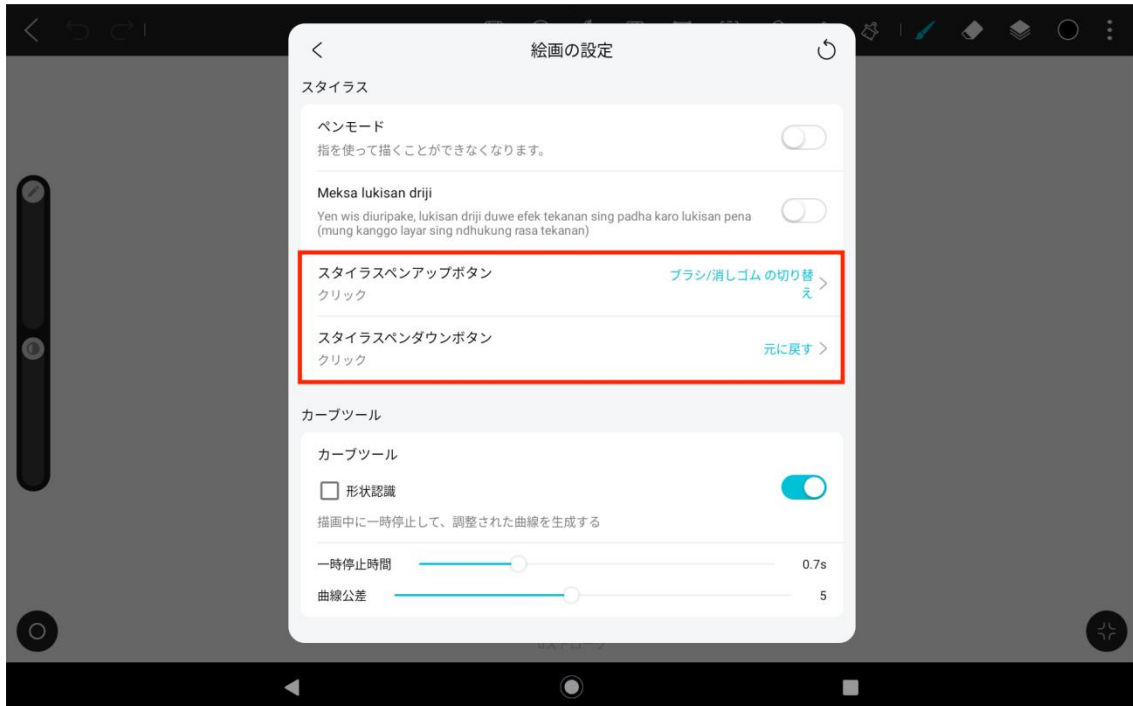 絵画の設定
スタイラス
ペンモード
指を使って描くことができなくなります。
Meksa lukisan driji
Yen wis diuripake, lukisan driji duwe efek tekanan sing padha karo lukisan pena
(mung kanggo layar sing ndhukung rasa tekanan)
スタイラスペンアップボタン
ブラシ/消しゴム の切り替
え
クリック
スタイラスペンダウンボタン
元に戻す
クリック
カーブツール
カーブツール
形状認識
描画中に一時停止して、調整された曲線を生成する
一時停止時間 0.7s
曲線公差 5